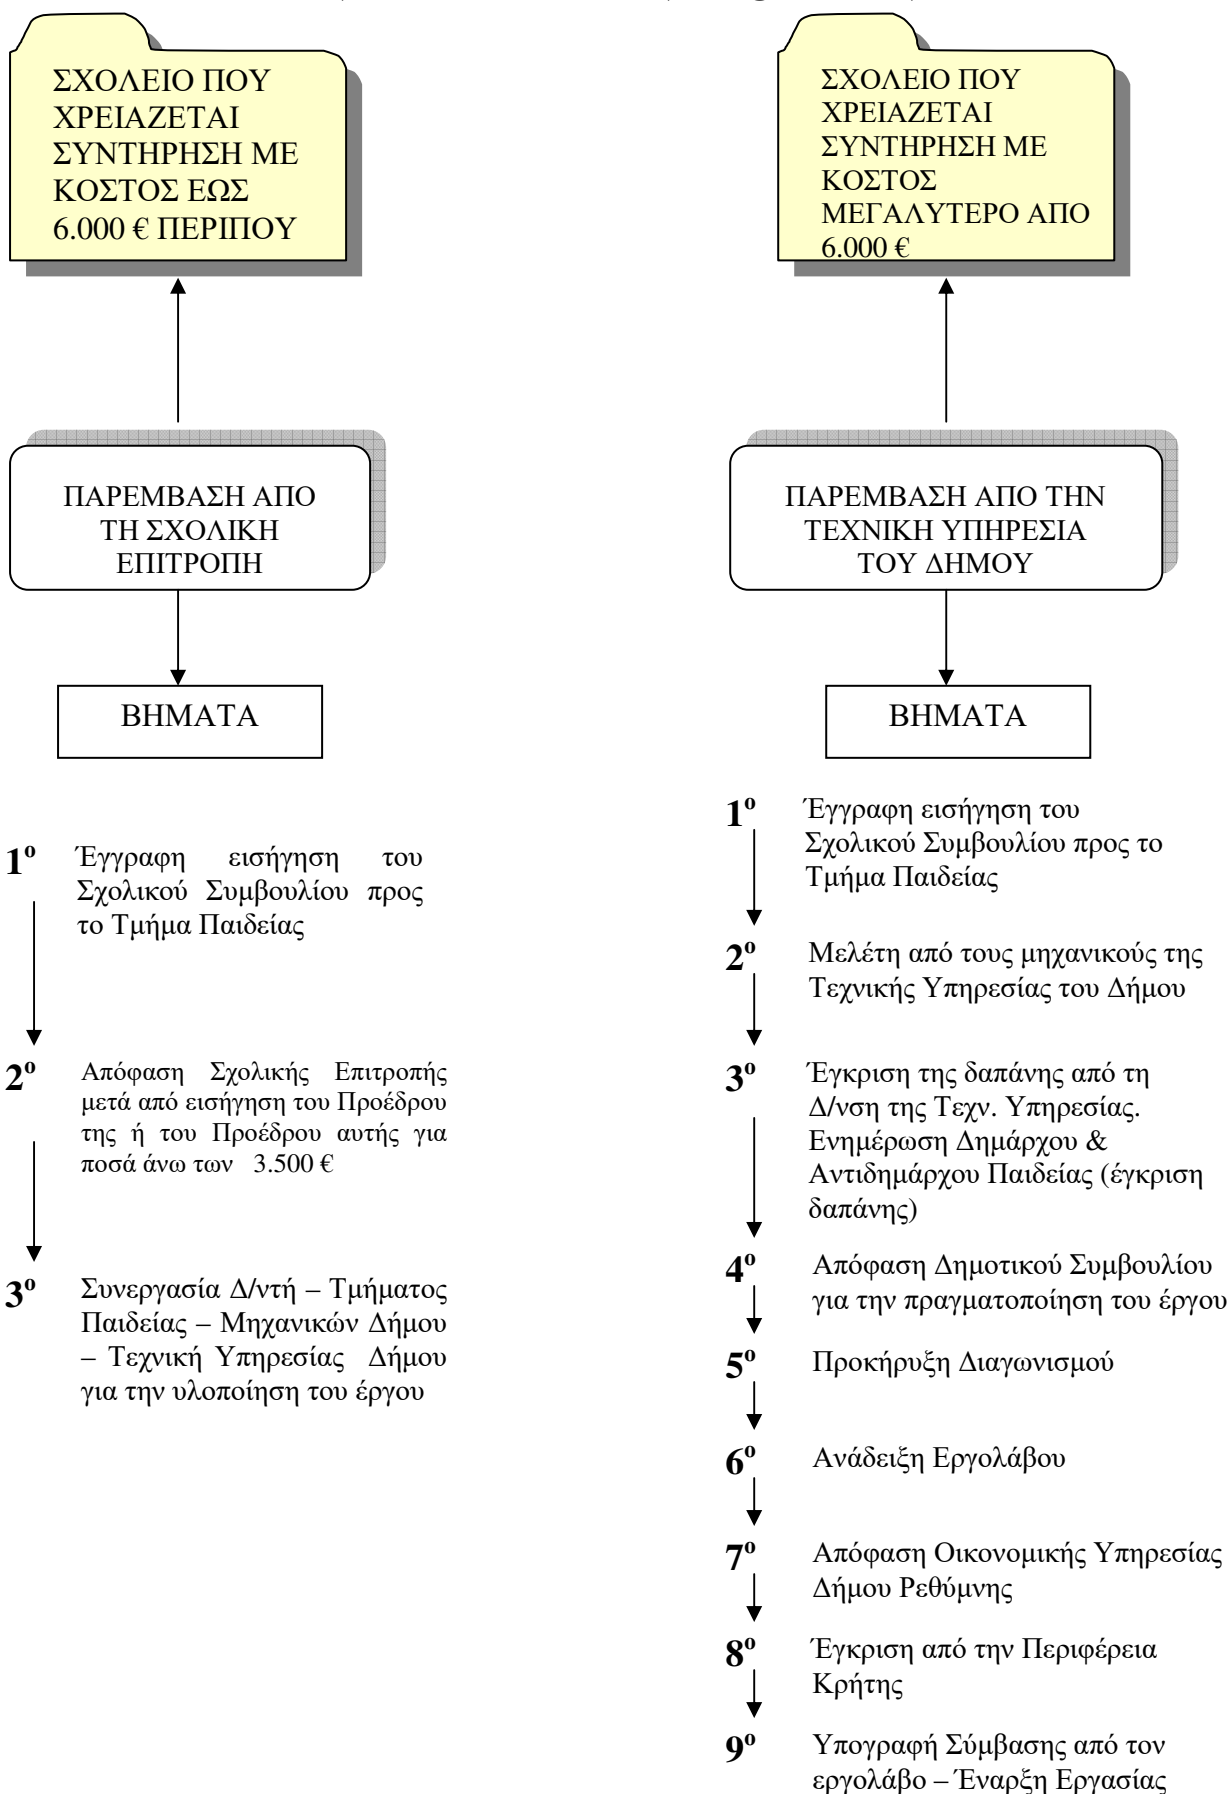 ΣΧΟΛΕΙΟ ΠΟΥ
ΧΡΕΙΑΖΕΤΑΙ
ΣΥΝΤΗΡΗΣΗ ΜΕ
ΚΟΣΤΟΣ ΕΩΣ
6.000 € ΠΕΡΙΠΟΥ
ΠΑΡΕΜΒΑΣΗ ΑΠΟ
ΤΗ ΣΧΟΛΙΚΗ
ΕΠΙΤΡΟΠΗ
ΒΗΜΑΤΑ
1º Έγγραφη εισήγηση του
Σχολικού Συμβουλίου προς
το Τμήμα Παιδείας
2º Απόφαση Σχολικής Επιτροπής
μετά από εισήγηση του Προέδρου
της ή του Προέδρου αυτής για
ποσά άνω των 3.500 €
3º Συνεργασία Δ/ντή – Τμήματος
Παιδείας – Μηχανικών Δήμου
– Τεχνική Υπηρεσίας Δήμου
για την υλοποίηση του έργου
ΣΧΟΛΕΙΟ ΠΟΥ
ΧΡΕΙΑΖΕΤΑΙ
ΣΥΝΤΗΡΗΣΗ ΜΕ
ΚΟΣΤΟΣ
ΜΕΓΑΛΥΤΕΡΟ ΑΠΟ
6.000 €
ΠΑΡΕΜΒΑΣΗ ΑΠΟ ΤΗΝ
ΤΕΧΝΙΚΗ ΥΠΗΡΕΣΙΑ
ΤΟΥ ΔΗΜΟΥ
ΒΗΜΑΤΑ
1º Έγγραφη εισήγηση του
Σχολικού Συμβουλίου προς το
Τμήμα Παιδείας
2º Μελέτη από τους μηχανικούς της
Τεχνικής Υπηρεσίας του Δήμου
3º Έγκριση της δαπάνης από τη
Δ/νση της Τεχν. Υπηρεσίας.
Ενημέρωση Δημάρχου &
Αντιδημάρχου Παιδείας (έγκριση
δαπάνης)
4º Απόφαση Δημοτικού Συμβουλίου
για την πραγματοποίηση του έργου
5º Προκήρυξη Διαγωνισμού
6º Ανάδειξη Εργολάβου
7º Απόφαση Οικονομικής Υπηρεσίας
Δήμου Ρεθύμνης
8º Έγκριση από την Περιφέρεια
Κρήτης
9º Υπογραφή Σύμβασης από τον
εργολάβο – Έναρξη Εργασίας